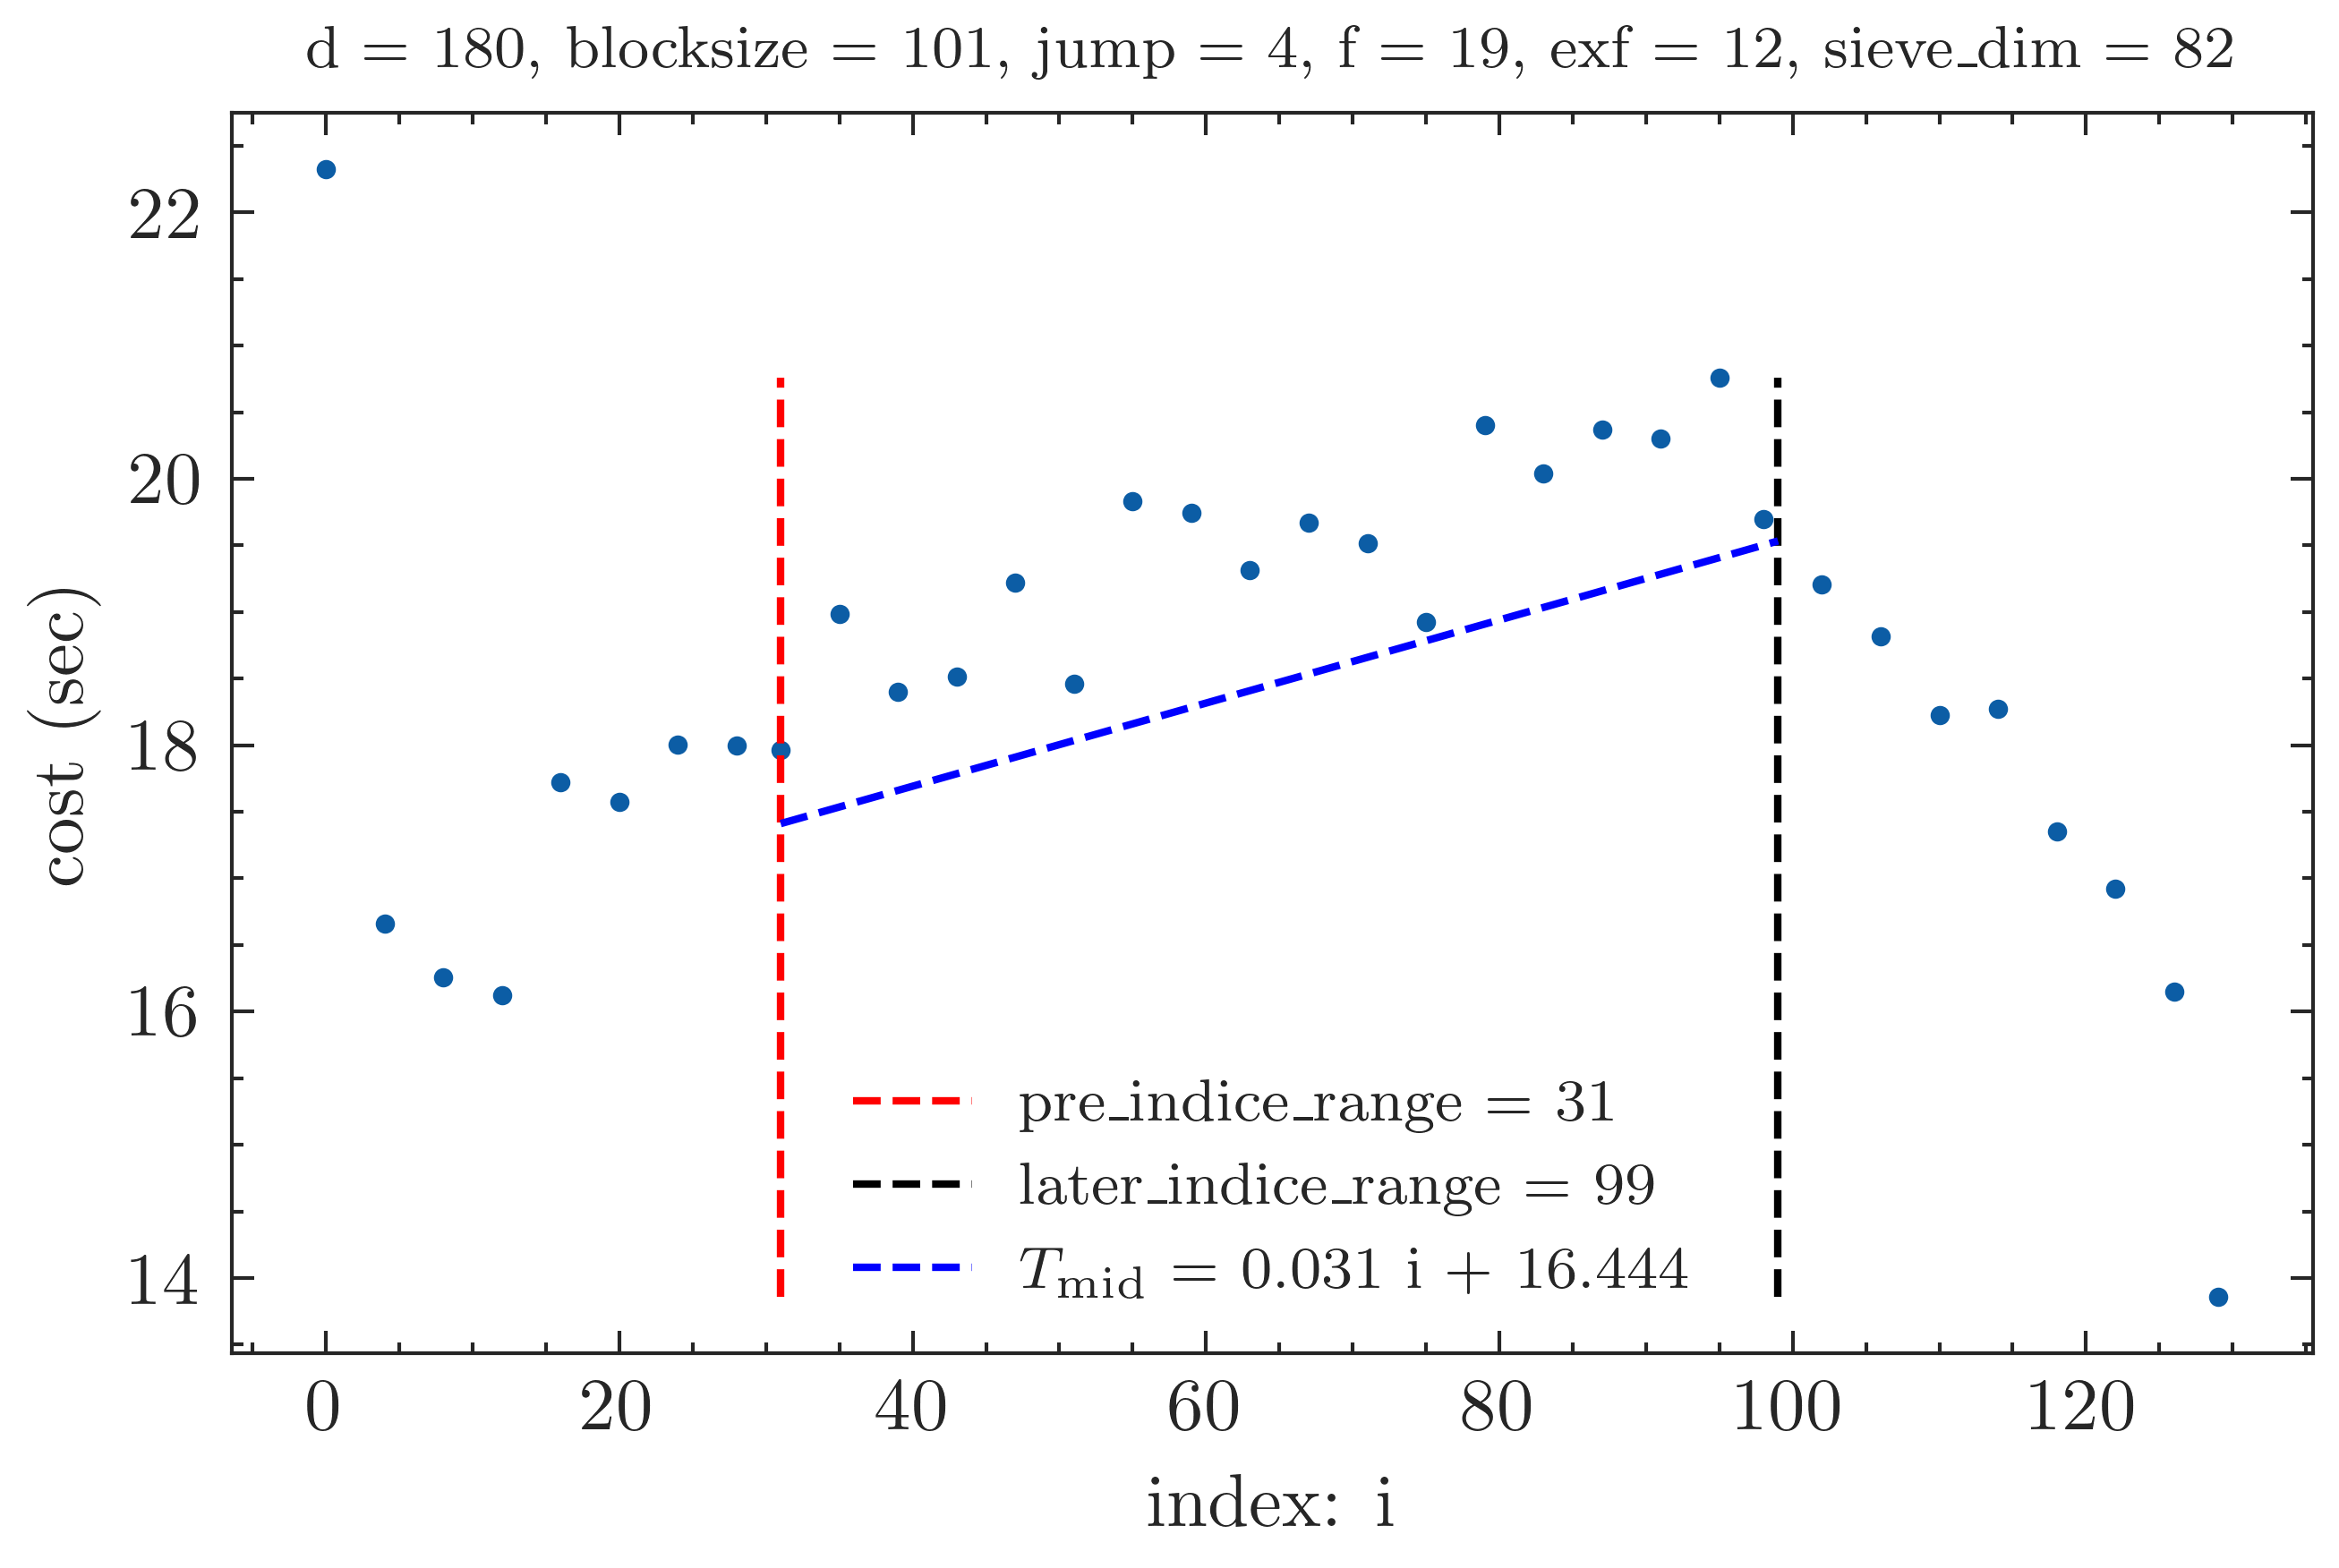 d = 180, blocksize = 101, jump = 4, f = 19, exf = 12, sieve_dim = 82
22
20
18
16
14
cost (sec)
pre_indice_range = 31
later_indice_range = 99
T_mid = 0.031 i + 16.444
0 20 40 60 80 100 120
index: i